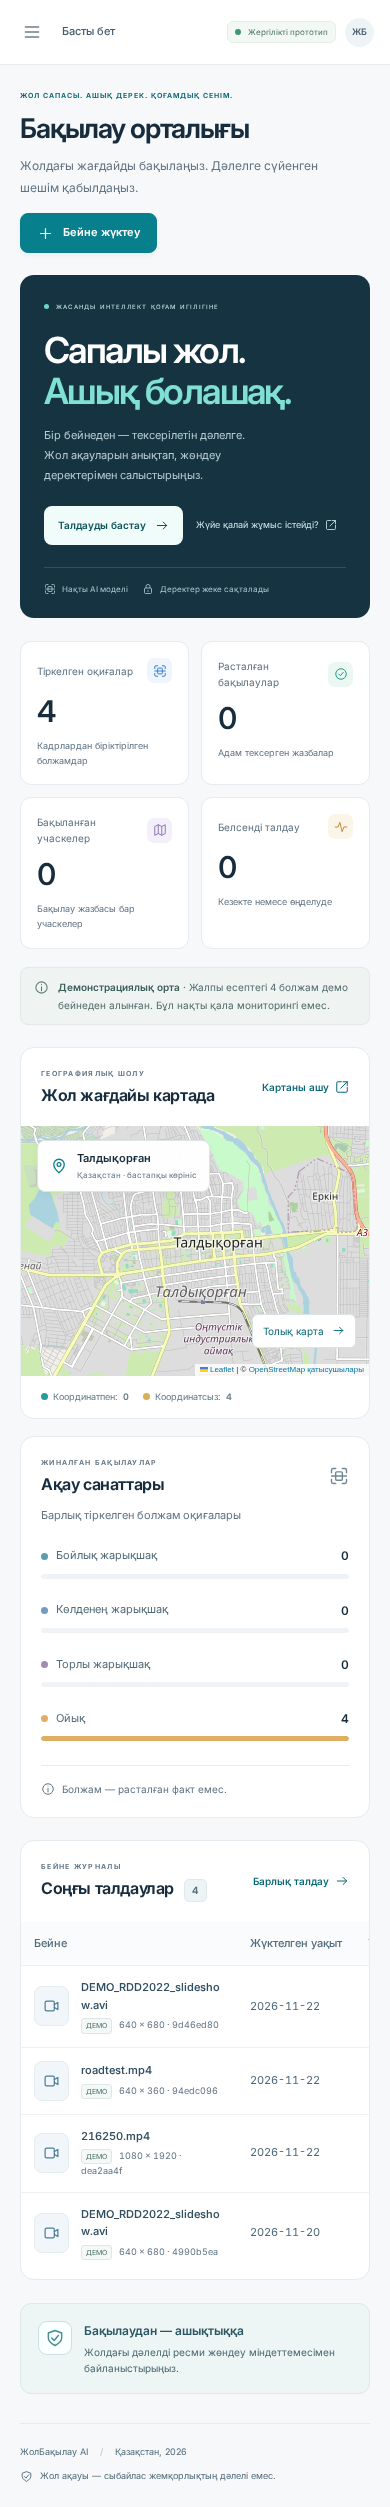 Басты бет
Жергілікті прототип
ЖБ
ЖОЛ САПАСЫ. АШЫҚ ДЕРЕК. ҚОҒАМДЫҚ СЕНІМ.
Бақылау орталығы
Жолдағы жағдайды бақылаңыз. Дәлелге сүйенген
шешім қабылдаңыз.
Бейне жүктеу
ЖАСАНДЫ ИНТЕЛЛЕКТ ҚОҒАМ ИГІЛІГІНЕ
Сапалы жол.
Ашық болашақ.
Бір бейнеден — тексерілетін дәлелге.
Жол ақауларын анықтап, жөндеу
деректерімен салыстырыңыз.
Талдауды бастау
Жүйе қалай жұмыс істейді?
Нақты AI моделі
Деректер жеке сақталады
Тіркелген оқиғалар
4
Кадрлардан біріктірілген
болжамдар
Расталған
бақылаулар
0
Адам тексерген жазбалар
Бақыланған
учаскелер
0
Бақылау жазбасы бар
учаскелер
Белсенді талдау
0
Кезекте немесе өңделуде
Демонстрациялық орта · Жалпы есептегі 4 болжам демо
бейнеден алынған. Бұл нақты қала мониторингі емес.
ГЕОГРАФИЯЛЫҚ ШОЛУ
Жол жағдайы картада
Картаны ашу
Талдықорған
Қазақстан · бастапқы көрініс
Еркін
Талдықорған
А3
енай
Талдықорған
Оңтүстік
индустриялық
аймақ
Толық карта
Leaflet | © OpenStreetMap қатысушылары
Координатпен: 0
Координатсыз: 4
ЖИНАЛҒАН БАҚЫЛАУЛАР
Ақау санаттары
Барлық тіркелген болжам оқиғалары
Бойлық жарықшақ 0
Көлденең жарықшақ 0
Торлы жарықшақ 0
Ойық 4
Болжам — расталған факт емес.
БЕЙНЕ ЖУРНАЛЫ
Соңғы талдаулар 4
Барлық талдау
Бейне
Жүктелген уақыт
DEMO_RDD2022_slidesho
w.avi
ДЕМО 640 × 680 · 9d46ed80
2026-11-22
roadtest.mp4
ДЕМО 640 × 360 · 94edc096
2026-11-22
216250.mp4
ДЕМО 1080 × 1920 ·
dea2aa4f
2026-11-22
DEMO_RDD2022_slidesho
w.avi
ДЕМО 640 × 680 · 4990b5ea
2026-11-20
Бақылаудан — ашықтыққа
Жолдағы дәлелді ресми жөндеу міндеттемесімен
байланыстырыңыз.
ЖолБақылау AI / Қазақстан, 2026
Жол ақауы — сыбайлас жемқорлықтың дәлелі емес.